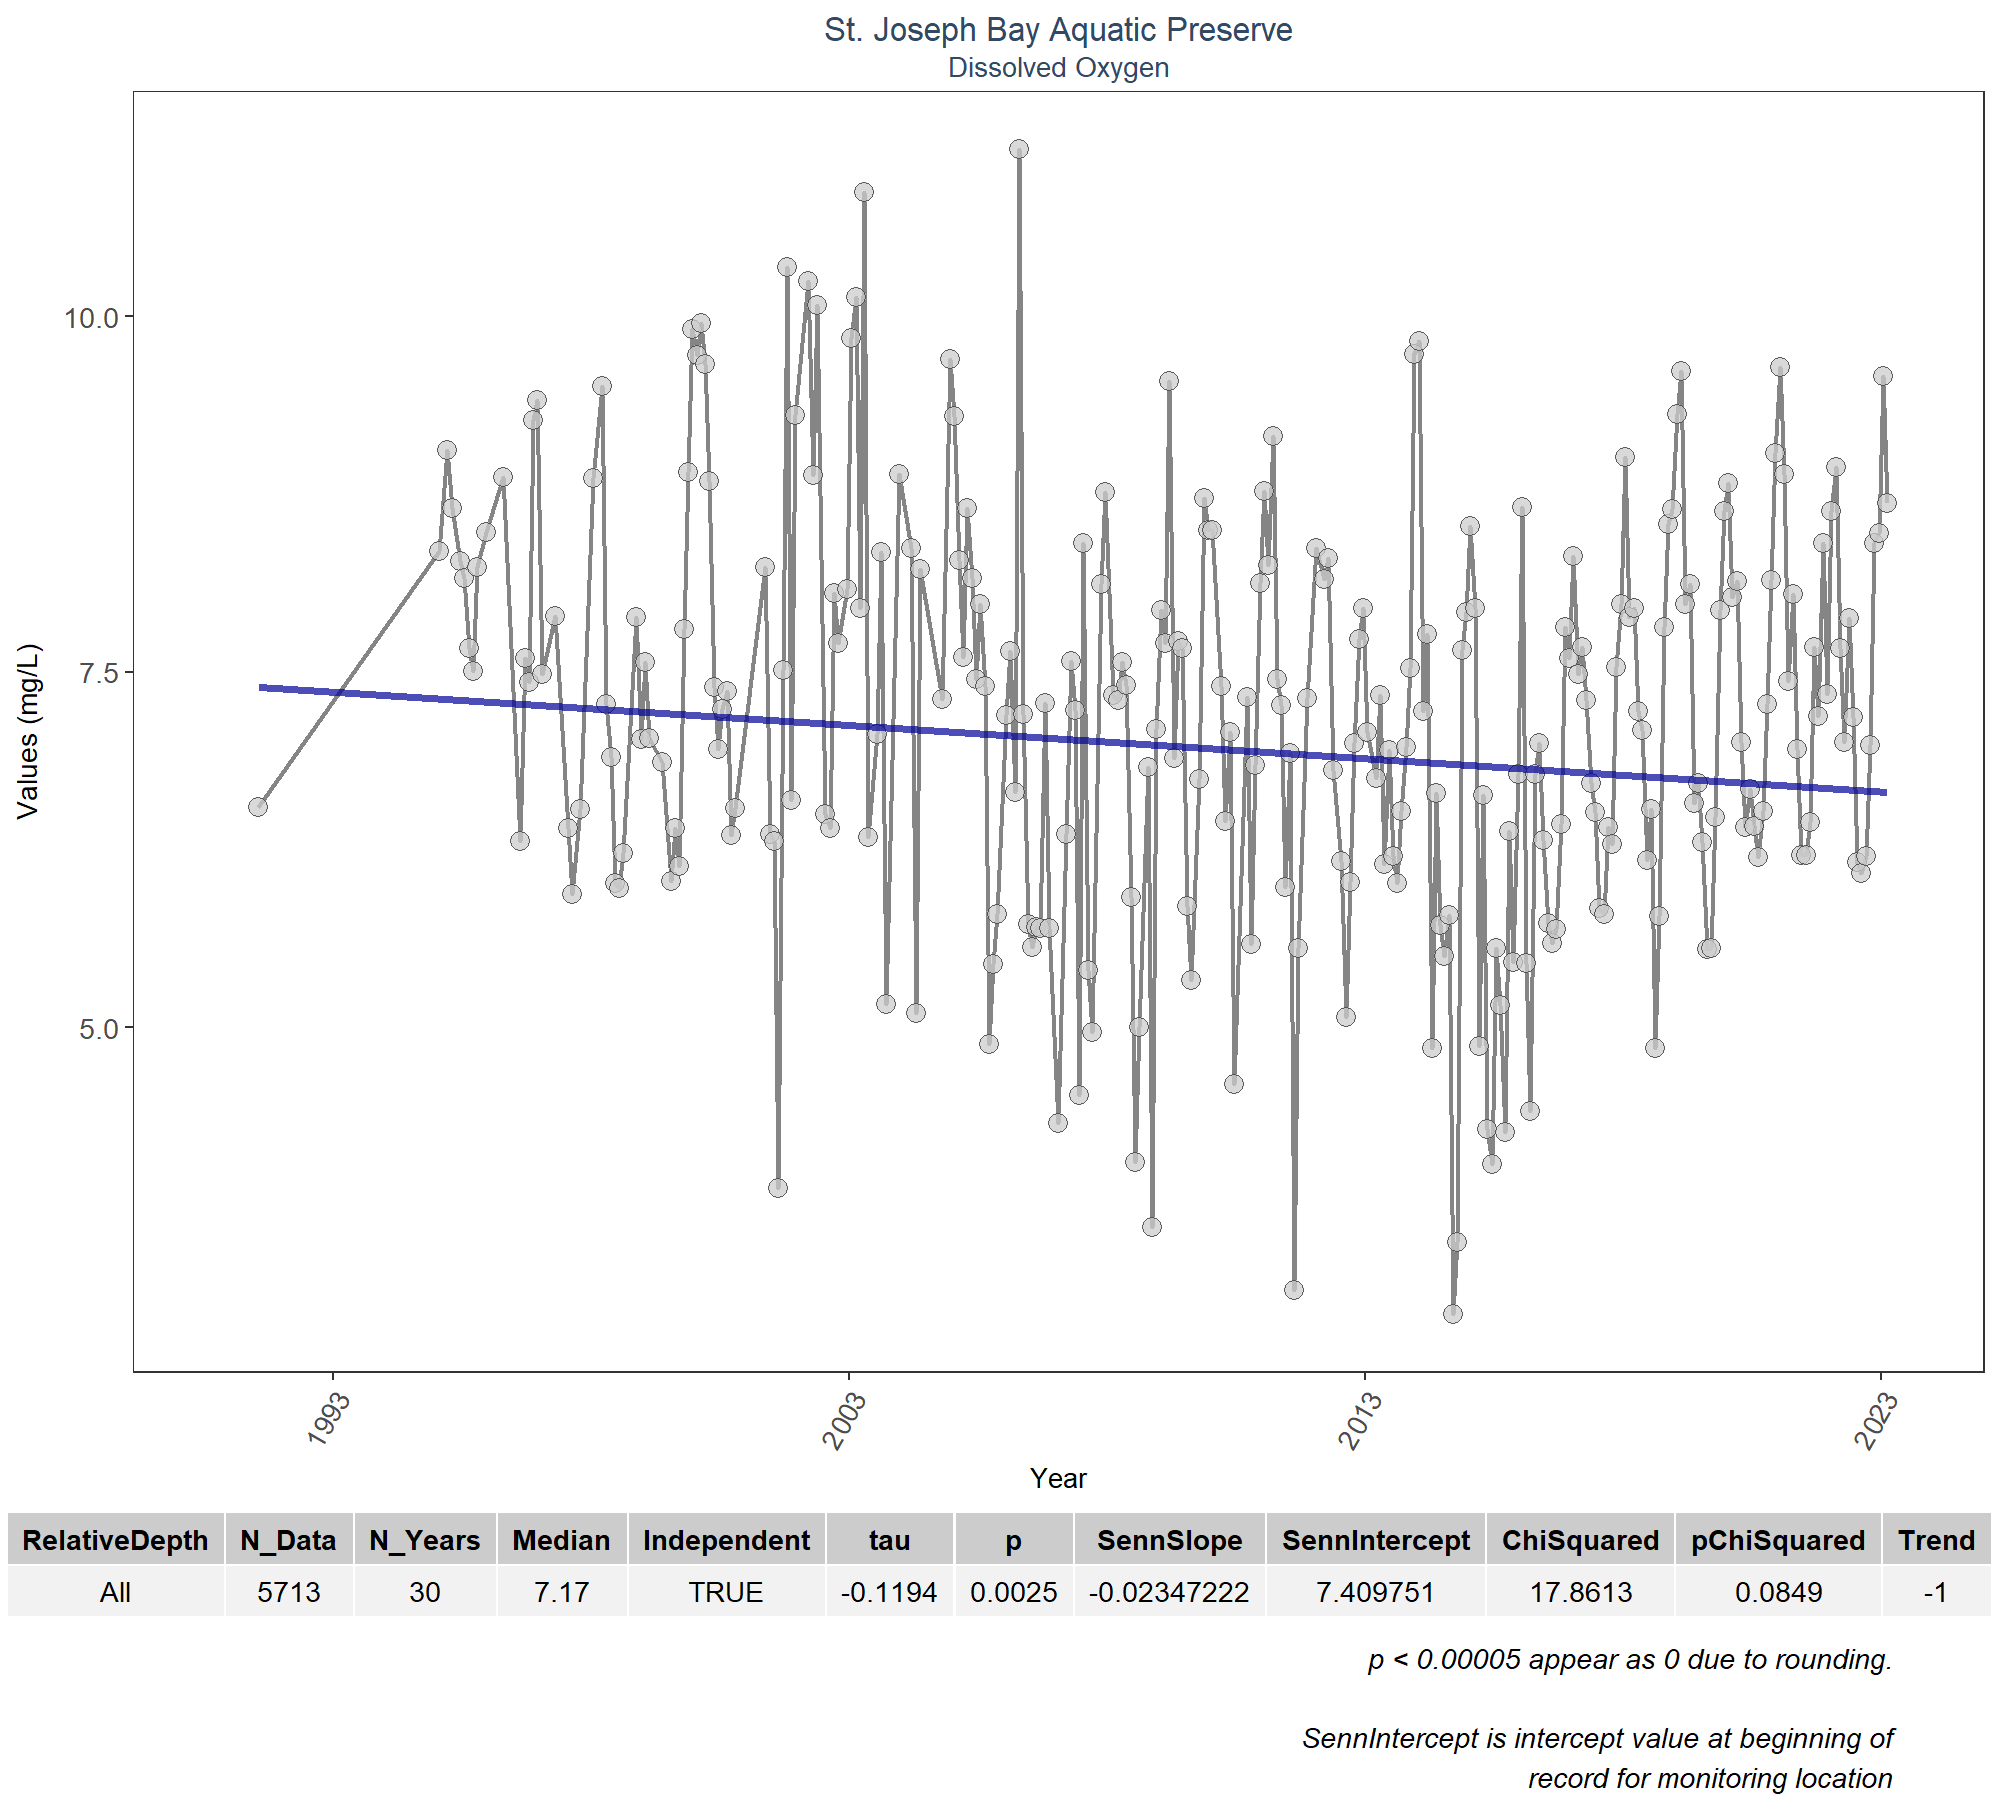 St. Joseph Bay Aquatic Preserve
Dissolved Oxygen
Values (mg/L)
10.0
7.5
5.0
1993
2003
2013
2023
Year
RelativeDepth N_Data N_Years Median Independent tau p SennSlope SennIntercept ChiSquared pChiSquared Trend
All 5713 30 7.17 TRUE -0.1194 0.0025 -0.02347222 7.409751 17.8613 0.0849 -1
p < 0.00005 appear as 0 due to rounding.
SennIntercept is intercept value at beginning of
record for monitoring location